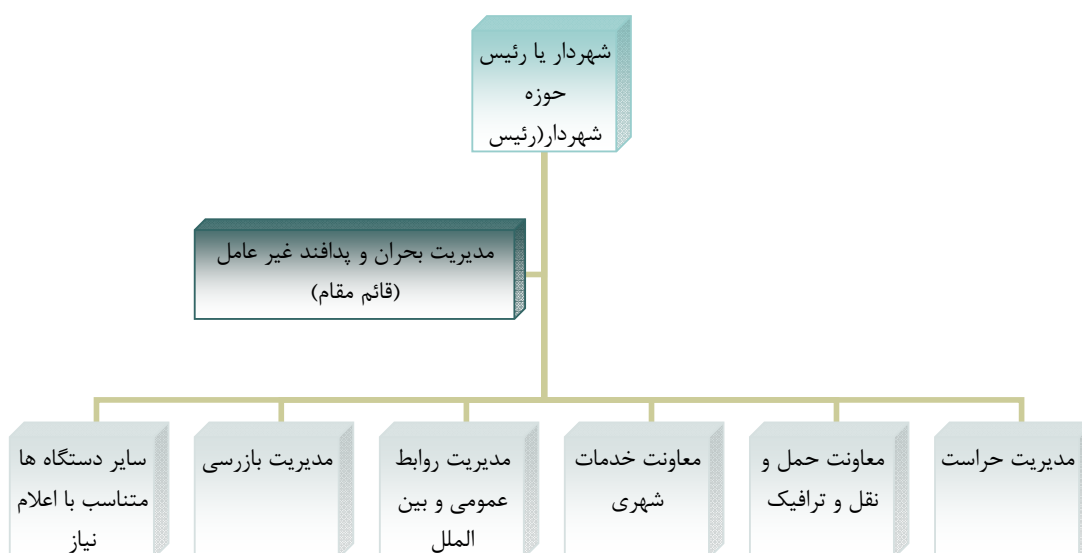 شهردار یا رئیس
حوزه
شهردار(رئیس
مدیریت بحران و پدافند غیر عامل
(قائم مقام)
مدیریت حراست
معاونت حمل و
نقل و ترافیک
معاونت خدمات
شهری
مدیریت روابط
عمومی و بین
الملل
مدیریت بازرسی
سایر دستگاه ها
متناسب با اعلام
نیاز